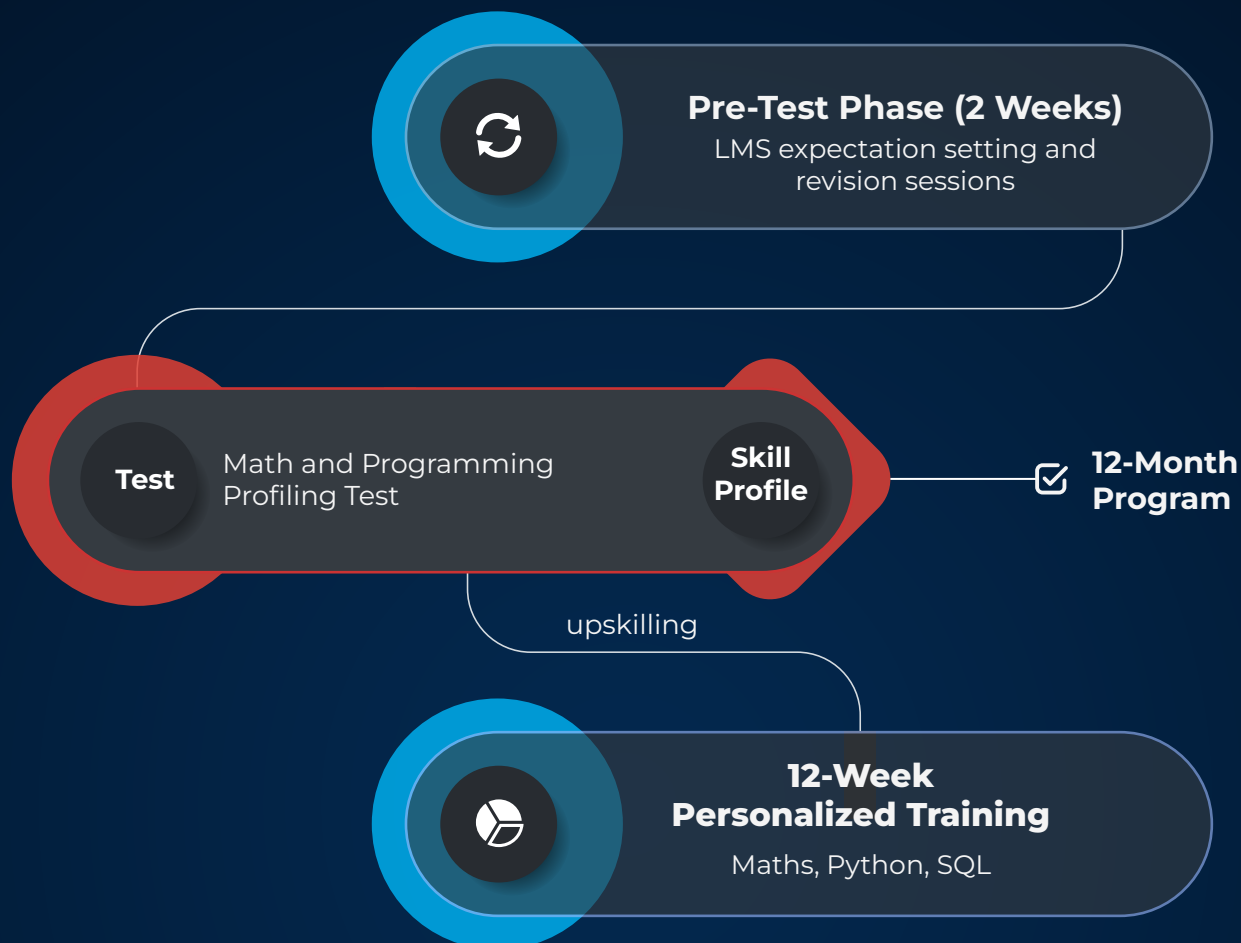 Pre-Test Phase (2 Weeks)
LMS expectation setting and
revision sessions
Test
Math and Programming
Profiling Test
Skill
Profile
12-Month
Program
upskilling
12-Week
Personalized Training
Maths, Python, SQL